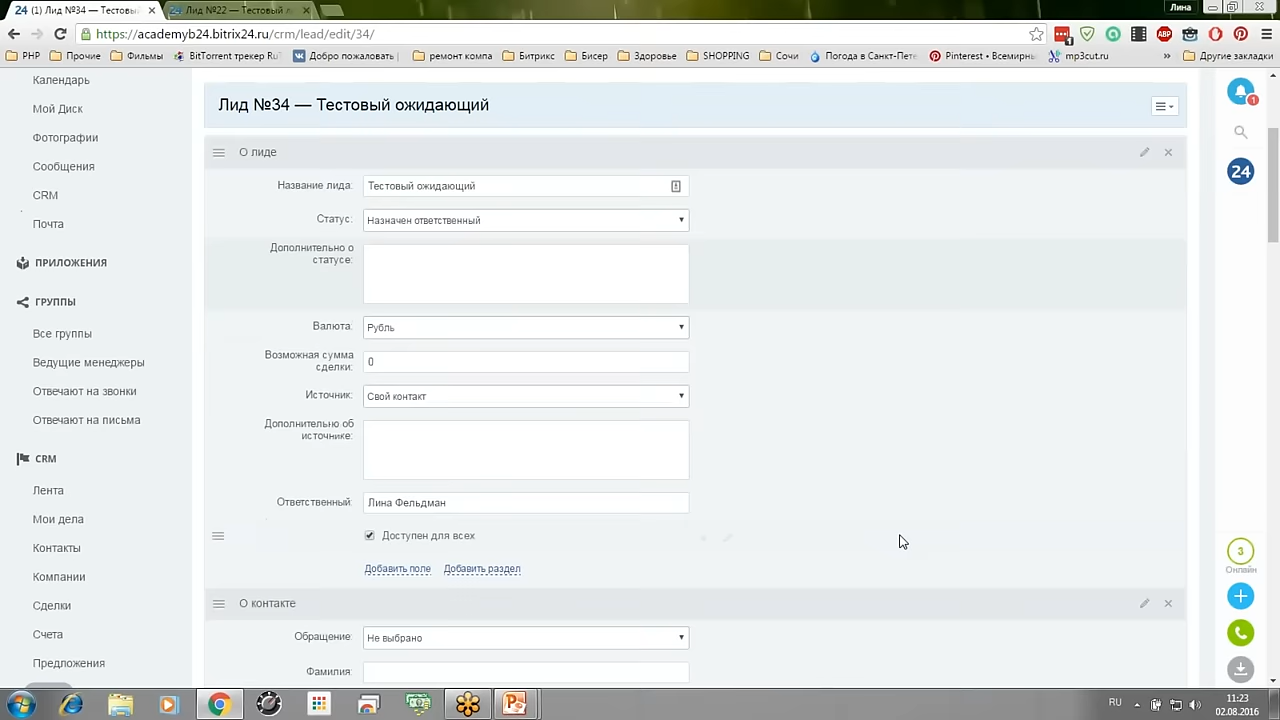 24 (1) Лид №34 — Тестовы
24 Лид №22 — Тестовый л
Лина
https://academyb24.bitrix24.ru/crm/lead/edit/34/
1
ABP
PHP
Прочие
Фильмы
BitTorrent трекер RuT
Добро пожаловать
ремонт компа
Битрикс
Бисер
Здоровье
SHOPPING
Сочи
Погода в Санкт-Пете
Pinterest • Всемирны
mp3cut.ru
»
Другие закладки
Календарь
Мой Диск
Фотографии
Сообщения
CRM
Почта
ПРИЛОЖЕНИЯ
ГРУППЫ
Все группы
Ведущие менеджеры
Отвечают на звонки
Отвечают на письма
CRM
Лента
Мои дела
Контакты
Компании
Сделки
Счета
Предложения
Лид №34 — Тестовый ожидающий
О лиде
Название лида: Тестовый ожидающий
Статус: Назначен ответственный
Дополнительно о
статусе:
Валюта: Рубль
Возможная сумма
сделки: 0
Источник: Свой контакт
Дополнительно об
источнике:
Ответственный: Лина Фельдман
Доступен для всех
Добавить поле Добавить раздел
О контакте
Обращение: Не выбрано
Фамилия:
1
24
3
Онлайн
RU
11:23
02.08.2016